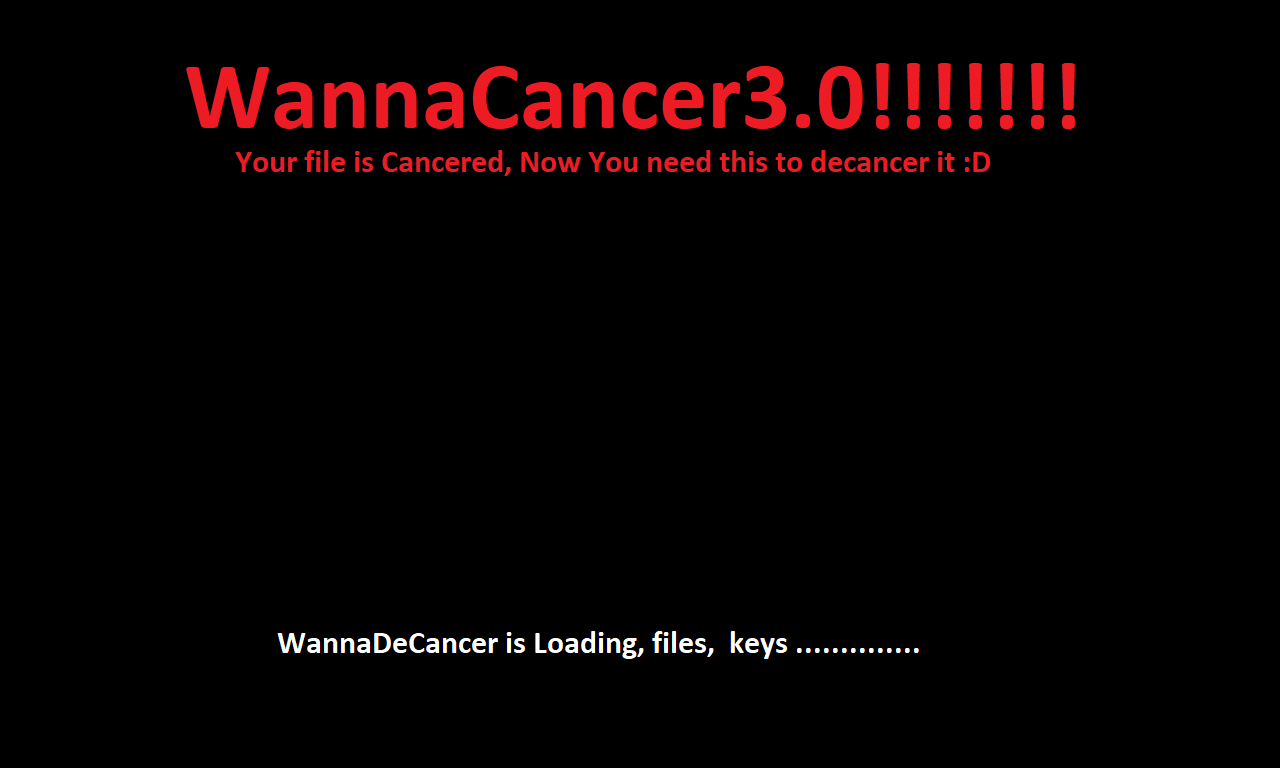 WannaCancer3.0!!!!!!!
Your file is Cancered, Now You need this to decancer it :D
WannaDeCancer is Loading, files,  keys ..............